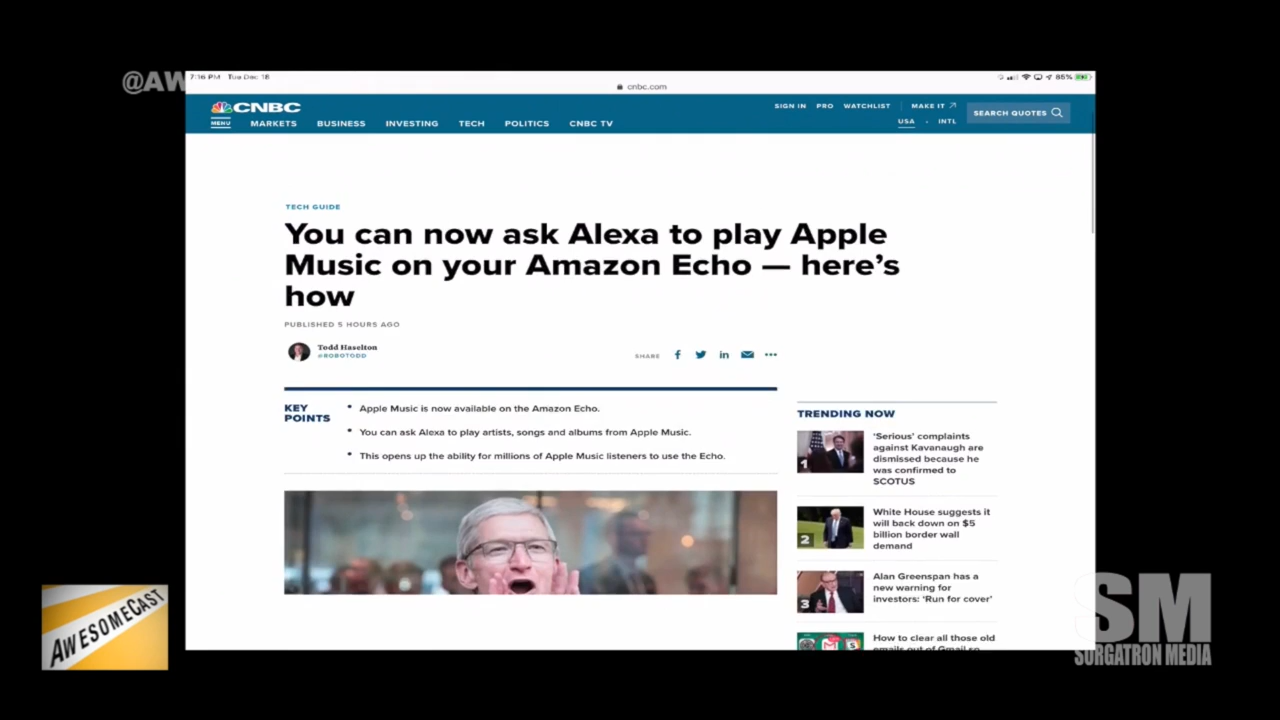 @AW
7:16 PM Tue Dec 18
85%
cnbc.com
CNBC
SIGN IN PRO WATCHLIST MAKE IT
SEARCH QUOTES
MENU MARKETS BUSINESS INVESTING TECH POLITICS CNBC TV
USA · INTL
TECH GUIDE
You can now ask Alexa to play Apple
Music on your Amazon Echo — here's
how
PUBLISHED 5 HOURS AGO
Todd Haselton
@ROBOTODD
SHARE
KEY
POINTS
• Apple Music is now available on the Amazon Echo.
• You can ask Alexa to play artists, songs and albums from Apple Music.
• This opens up the ability for millions of Apple Music listeners to use the Echo.
TRENDING NOW
1
'Serious' complaints
against Kavanaugh are
dismissed because he
was confirmed to
SCOTUS
2
White House suggests it
will back down on $5
billion border wall
demand
3
Alan Greenspan has a
new warning for
investors: 'Run for cover'
How to clear all those old
emails out of Gmail so
AWESOMECAST
SM
SORGATRON MEDIA